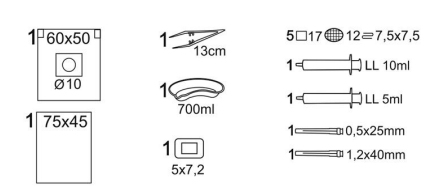 1 60x50
Ø10
1 75x45
1
13cm
1
700ml
1
5x7,2
5 17 12 7,5x7,5
1 LL 10ml
1 LL 5ml
1 0,5x25mm
1 1,2x40mm